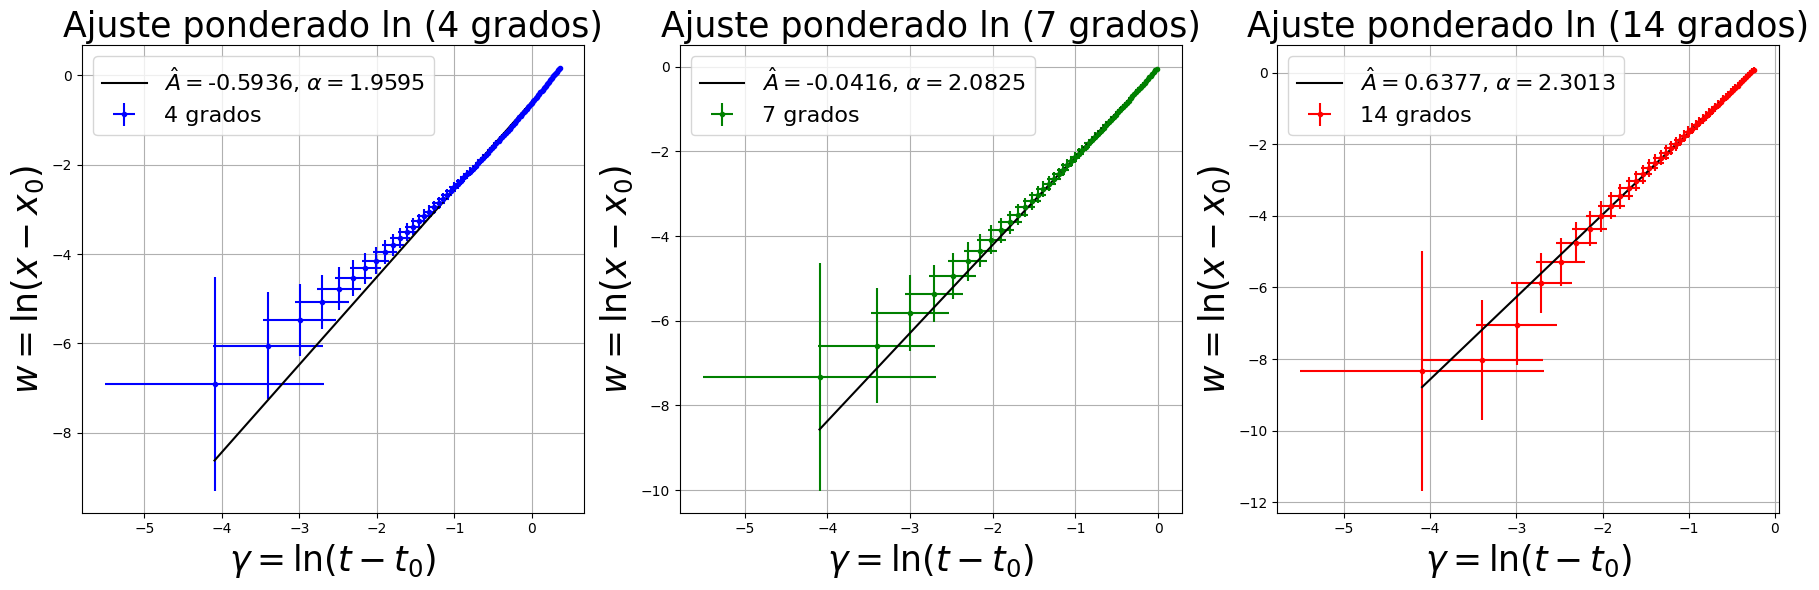 Ajuste ponderado ln (4 grados)
Â = -0.5936, α = 1.9595
4 grados
0
−2
−4
−6
−8
w = ln(x − x₀)
−5 −4 −3 −2 −1 0
γ = ln(t − t₀)
Ajuste ponderado ln (7 grados)
Â = -0.0416, α = 2.0825
7 grados
0
−2
−4
−6
−8
−10
w = ln(x − x₀)
−5 −4 −3 −2 −1 0
γ = ln(t − t₀)
Ajuste ponderado ln (14 grados)
Â = 0.6377, α = 2.3013
14 grados
0
−2
−4
−6
−8
−10
−12
w = ln(x − x₀)
−5 −4 −3 −2 −1 0
γ = ln(t − t₀)